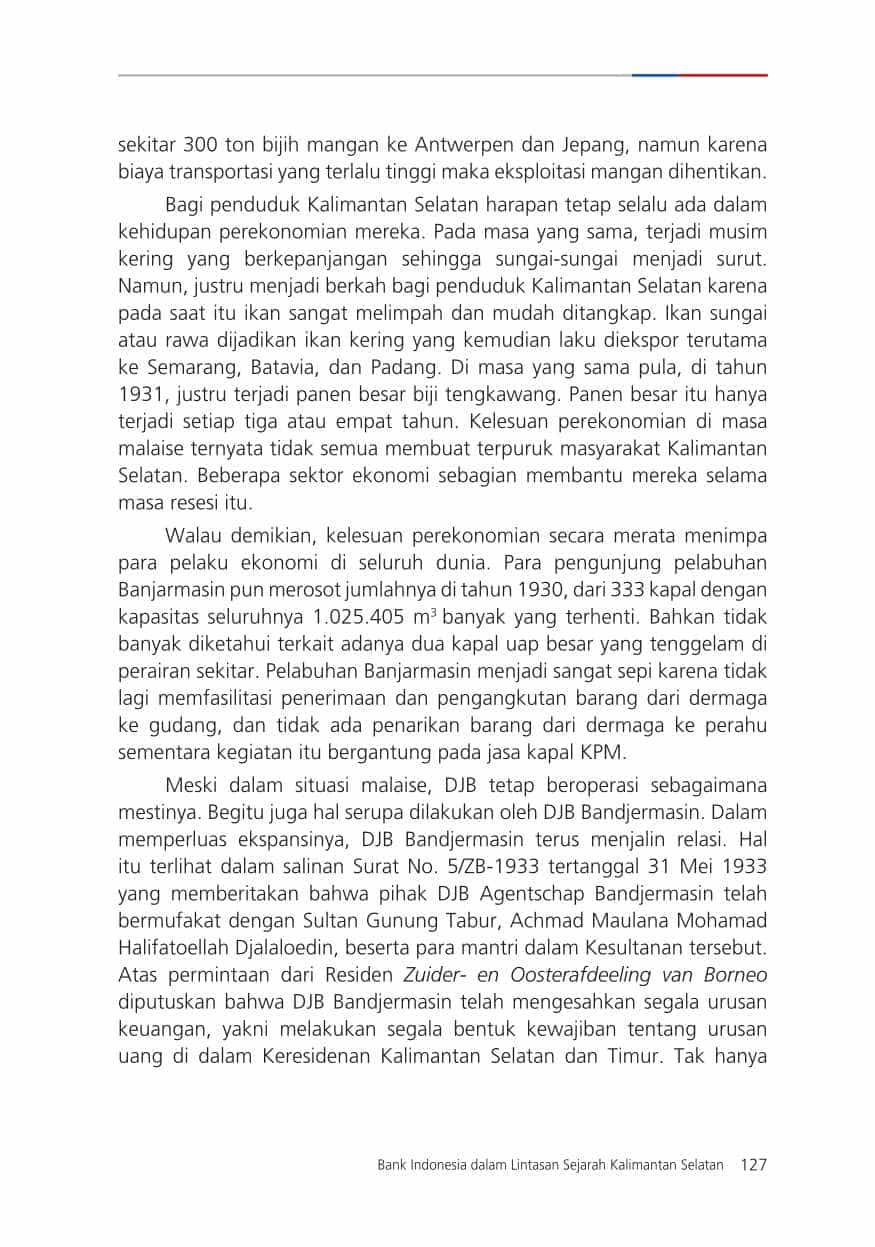 sekitar 300 ton bijih mangan ke Antwerpen dan Jepang, namun karena
biaya transportasi yang terlalu tinggi maka eksploitasi mangan dihentikan.
Bagi penduduk Kalimantan Selatan harapan tetap selalu ada dalam
kehidupan perekonomian mereka. Pada masa yang sama, terjadi musim
kering yang berkepanjangan sehingga sungai-sungai menjadi surut.
Namun, justru menjadi berkah bagi penduduk Kalimantan Selatan karena
pada saat itu ikan sangat melimpah dan mudah ditangkap. Ikan sungai
atau rawa dijadikan ikan kering yang kemudian laku diekspor terutama
ke Semarang, Batavia, dan Padang. Di masa yang sama pula, di tahun
1931, justru terjadi panen besar biji tengkawang. Panen besar itu hanya
terjadi setiap tiga atau empat tahun. Kelesuan perekonomian di masa
malaise ternyata tidak semua membuat terpuruk masyarakat Kalimantan
Selatan. Beberapa sektor ekonomi sebagian membantu mereka selama
masa resesi itu.
Walau demikian, kelesuan perekonomian secara merata menimpa
para pelaku ekonomi di seluruh dunia. Para pengunjung pelabuhan
Banjarmasin pun merosot jumlahnya di tahun 1930, dari 333 kapal dengan
kapasitas seluruhnya 1.025.405 m³ banyak yang terhenti. Bahkan tidak
banyak diketahui terkait adanya dua kapal uap besar yang tenggelam di
perairan sekitar. Pelabuhan Banjarmasin menjadi sangat sepi karena tidak
lagi memfasilitasi penerimaan dan pengangkutan barang dari dermaga
ke gudang, dan tidak ada penarikan barang dari dermaga ke perahu
sementara kegiatan itu bergantung pada jasa kapal KPM.
Meski dalam situasi malaise, DJB tetap beroperasi sebagaimana
mestinya. Begitu juga hal serupa dilakukan oleh DJB Bandjermasin. Dalam
memperluas ekspansinya, DJB Bandjermasin terus menjalin relasi. Hal
itu terlihat dalam salinan Surat No. 5/ZB-1933 tertanggal 31 Mei 1933
yang memberitakan bahwa pihak DJB Agentschap Bandjermasin telah
bermufakat dengan Sultan Gunung Tabur, Achmad Maulana Mohamad
Halifatoellah Djalaloedin, beserta para mantri dalam Kesultanan tersebut.
Atas permintaan dari Residen Zuider- en Oosterafdeeling van Borneo
diputuskan bahwa DJB Bandjermasin telah mengesahkan segala urusan
keuangan, yakni melakukan segala bentuk kewajiban tentang urusan
uang di dalam Keresidenan Kalimantan Selatan dan Timur. Tak hanya
Bank Indonesia dalam Lintasan Sejarah Kalimantan Selatan 127